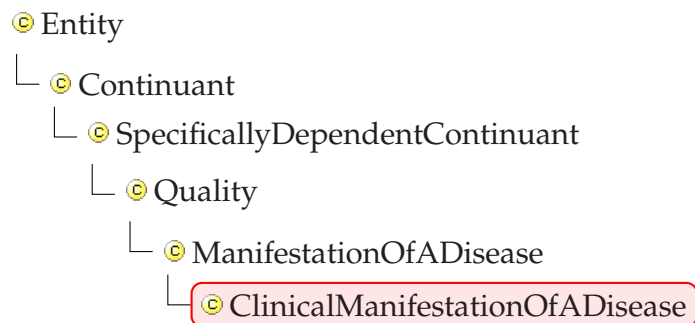 Entity
Continuant
SpecificallyDependentContinuant
Quality
ManifestationOfADisease
ClinicalManifestationOfADisease